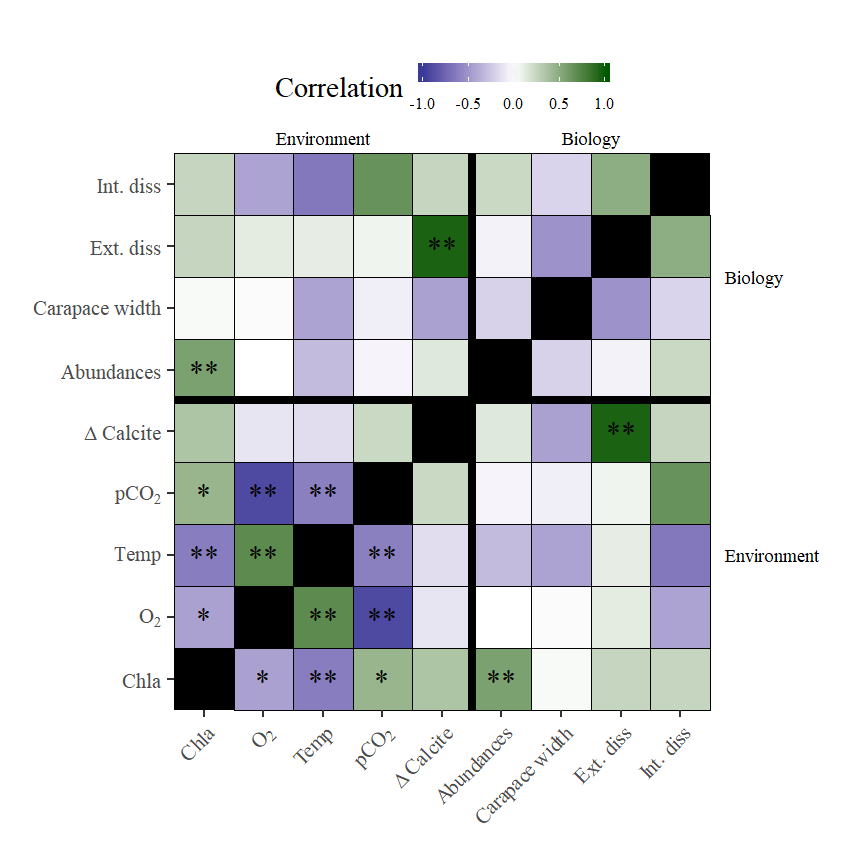 Correlation
-1.0 -0.5 0.0 0.5 1.0
Environment Biology
Int. diss
Ext. diss **
Biology
Carapace width
Abundances **
Δ Calcite **
pCO₂ * ** **
Temp ** ** **
Environment
O₂ * ** **
Chla * ** * **
Chla O₂ Temp pCO₂ Δ Calcite Abundances Carapace width Ext. diss Int. diss